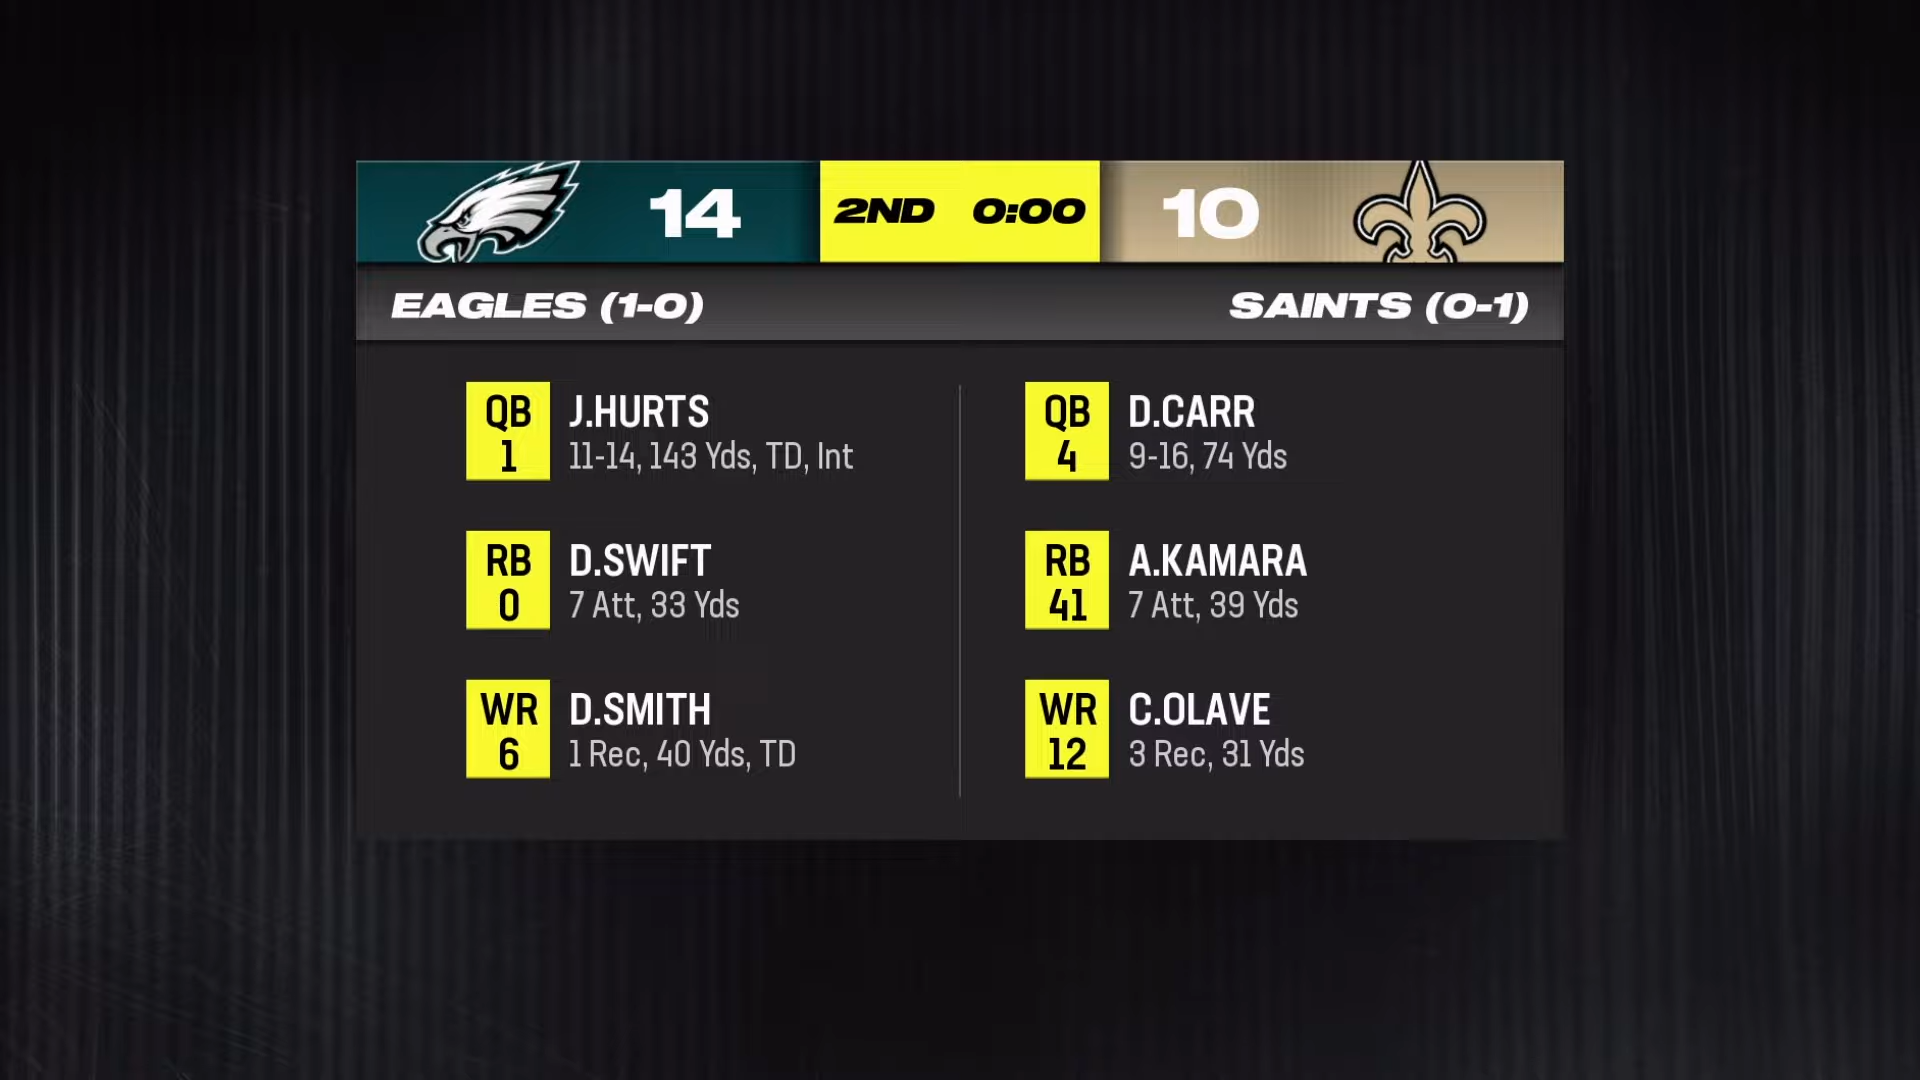 14 2ND 0:00 10
EAGLES (1-0) SAINTS (0-1)
QB J.HURTS
1 11-14, 143 Yds, TD, Int
RB D.SWIFT
0 7 Att, 33 Yds
WR D.SMITH
6 1 Rec, 40 Yds, TD
QB D.CARR
4 9-16, 74 Yds
RB A.KAMARA
41 7 Att, 39 Yds
WR C.OLAVE
12 3 Rec, 31 Yds